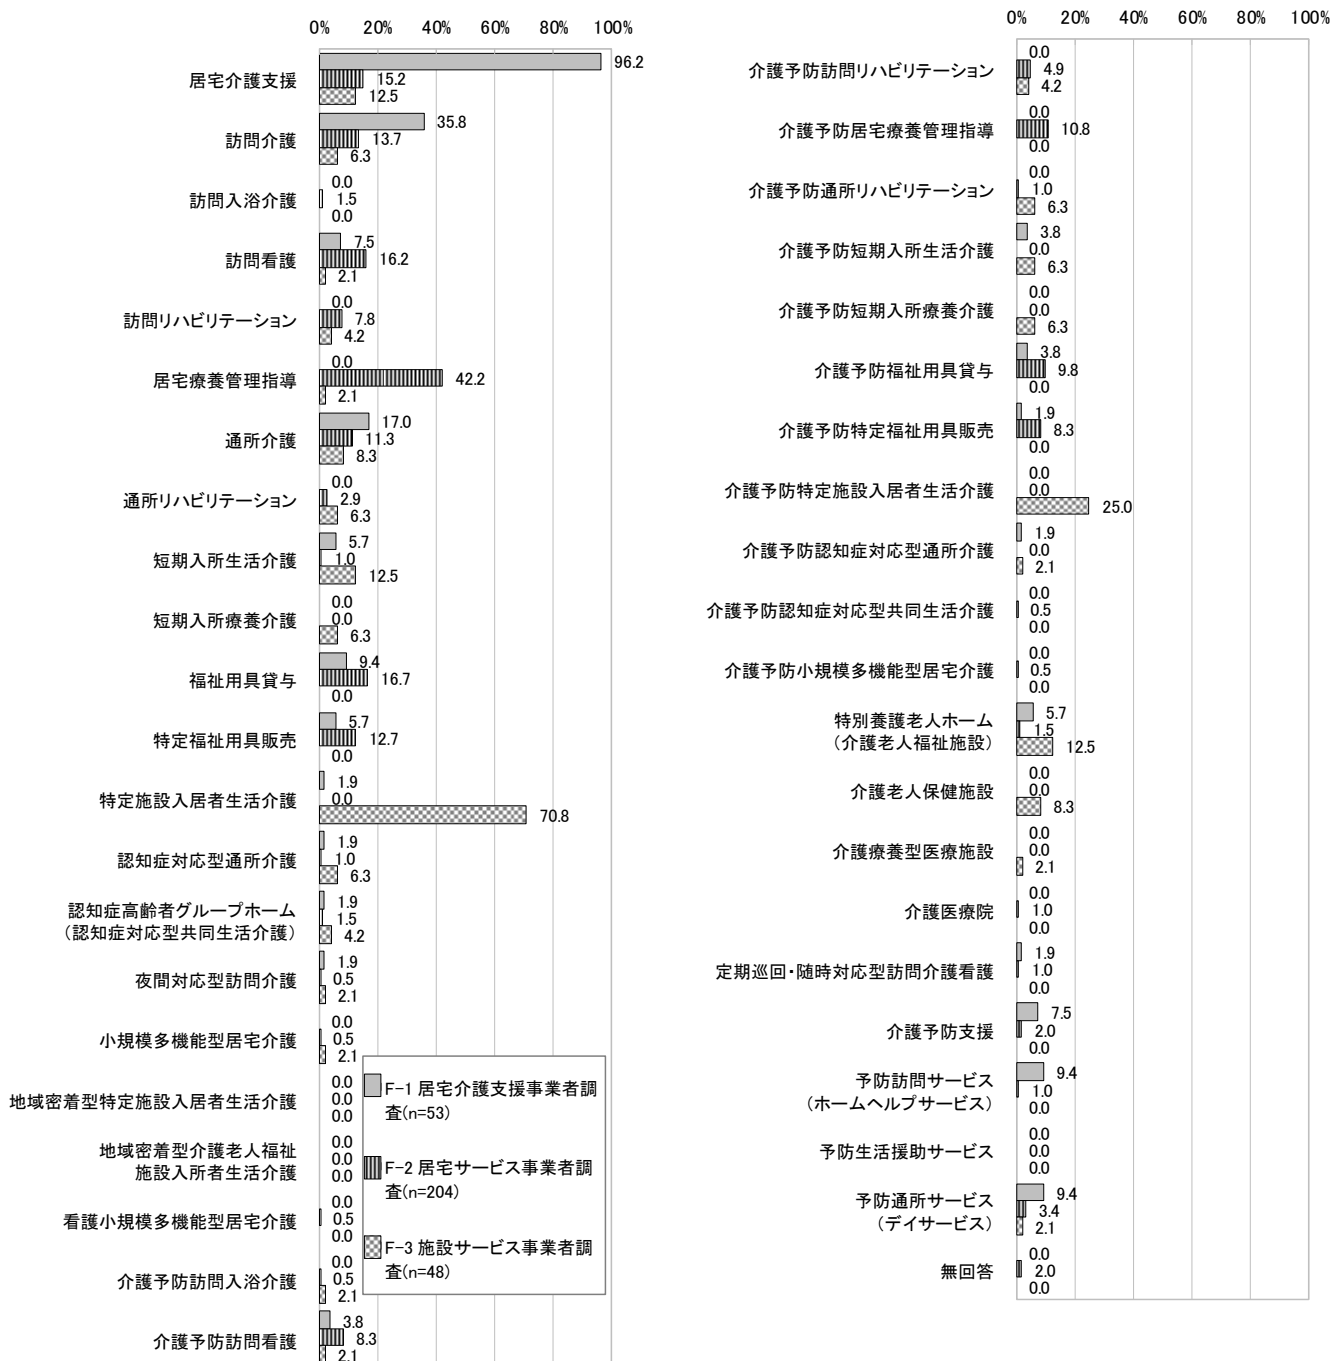 0% 20% 40% 60% 80% 100%
居宅介護支援 96.2 15.2 12.5
訪問介護 35.8 13.7 6.3
訪問入浴介護 0.0 1.5 0.0
訪問看護 7.5 16.2 2.1
訪問リハビリテーション 0.0 7.8 4.2
居宅療養管理指導 0.0 42.2 2.1
通所介護 17.0 11.3 8.3
通所リハビリテーション 0.0 2.9 6.3
短期入所生活介護 5.7 1.0 12.5
短期入所療養介護 0.0 0.0 6.3
福祉用具貸与 9.4 16.7 0.0
特定福祉用具販売 5.7 12.7 0.0
特定施設入居者生活介護 1.9 0.0 70.8
認知症対応型通所介護 1.9 1.0 6.3
認知症高齢者グループホーム
（認知症対応型共同生活介護） 1.9 1.5 4.2
夜間対応型訪問介護 1.9 0.5 2.1
小規模多機能型居宅介護 0.0 0.5 2.1
地域密着型特定施設入居者生活介護 0.0 0.0 0.0
地域密着型介護老人福祉
施設入所者生活介護 0.0 0.0 0.0
看護小規模多機能型居宅介護 0.0 0.5 0.0
介護予防訪問入浴介護 0.0 0.5 2.1
介護予防訪問看護 3.8 8.3 2.1
F-1 居宅介護支援事業者調
査(n=53)
F-2 居宅サービス事業者調
査(n=204)
F-3 施設サービス事業者調
査(n=48)
0% 20% 40% 60% 80% 100%
介護予防訪問リハビリテーション 0.0 4.9 4.2
介護予防居宅療養管理指導 0.0 10.8 0.0
介護予防通所リハビリテーション 0.0 1.0 6.3
介護予防短期入所生活介護 3.8 0.0 6.3
介護予防短期入所療養介護 0.0 0.0 6.3
介護予防福祉用具貸与 3.8 9.8 0.0
介護予防特定福祉用具販売 1.9 8.3 0.0
介護予防特定施設入居者生活介護 0.0 0.0 25.0
介護予防認知症対応型通所介護 1.9 0.0 2.1
介護予防認知症対応型共同生活介護 0.0 0.5 0.0
介護予防小規模多機能型居宅介護 0.0 0.5 0.0
特別養護老人ホーム
（介護老人福祉施設） 5.7 1.5 12.5
介護老人保健施設 0.0 0.0 8.3
介護療養型医療施設 0.0 0.0 2.1
介護医療院 0.0 1.0 0.0
定期巡回・随時対応型訪問介護看護 1.9 1.0 0.0
介護予防支援 7.5 2.0 0.0
予防訪問サービス
（ホームヘルプサービス） 9.4 1.0 0.0
予防生活援助サービス 0.0 0.0 0.0
予防通所サービス
（デイサービス） 9.4 3.4 2.1
無回答 0.0 2.0 0.0